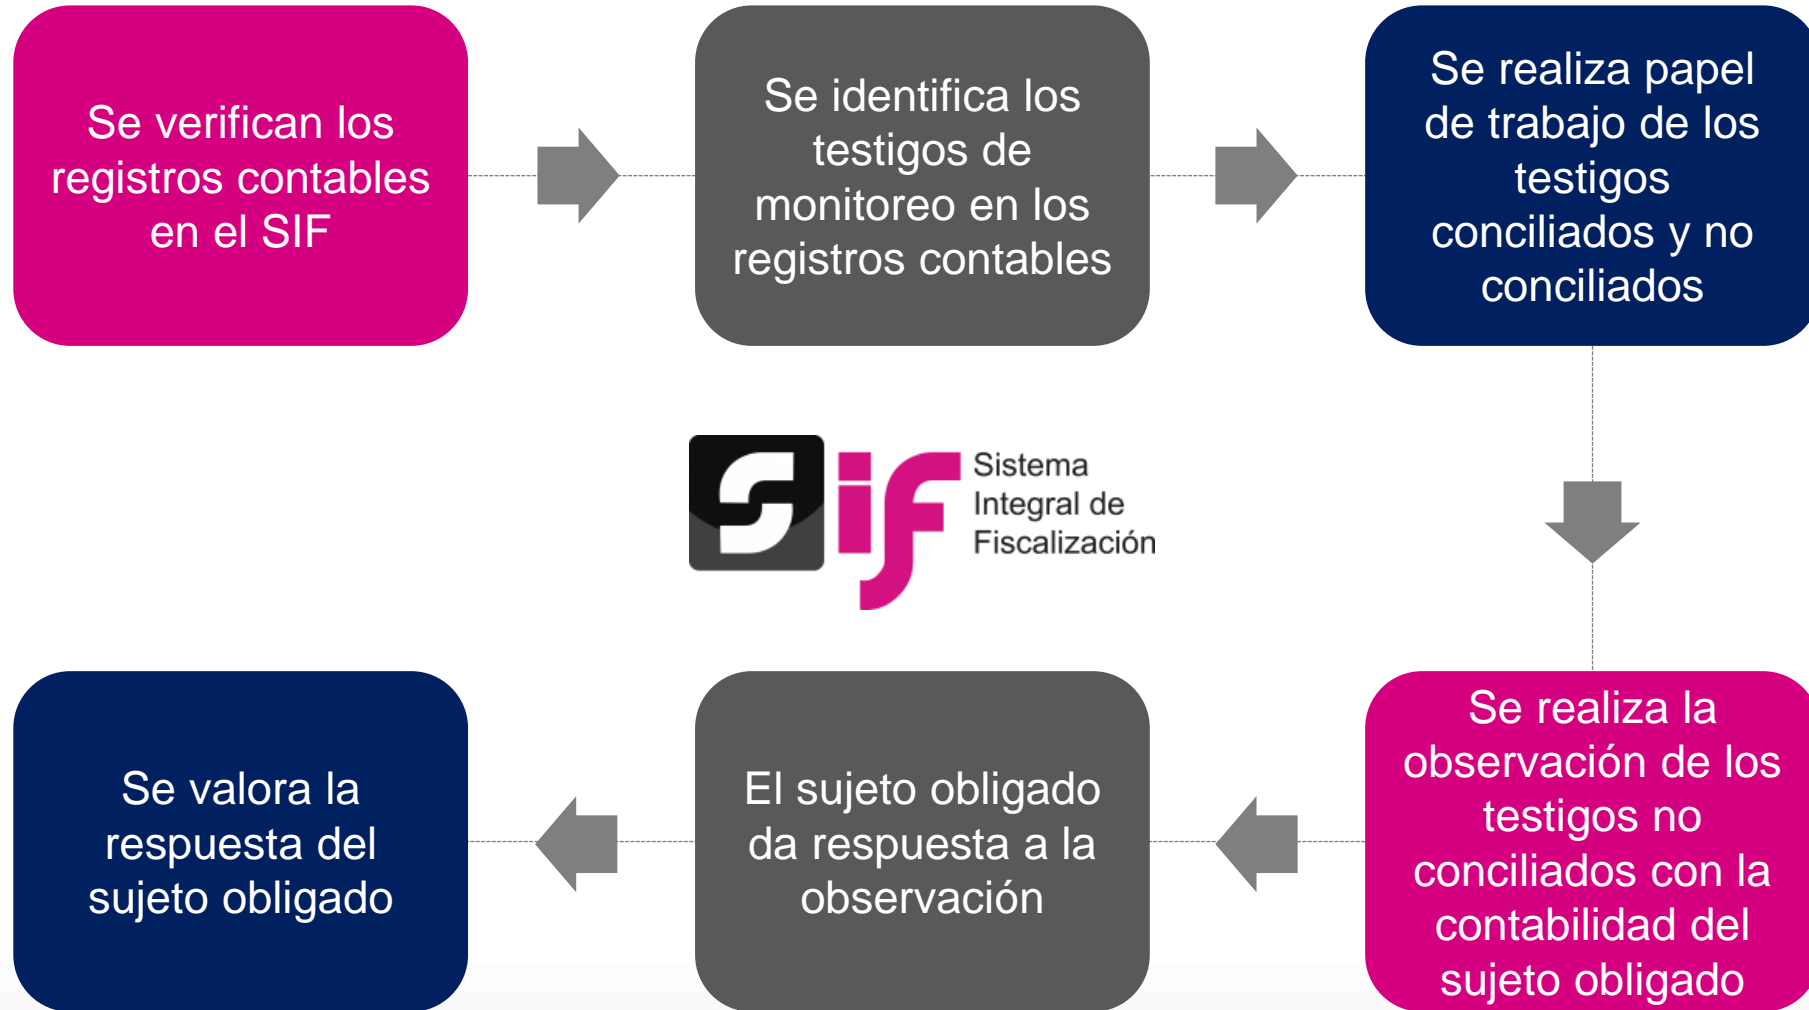 Se verifican los
registros contables
en el SIF
Se identifica los
testigos de
monitoreo en los
registros contables
Se realiza papel
de trabajo de los
testigos
conciliados y no
conciliados
Sif
Sistema
Integral de
Fiscalización
Se realiza la
observación de los
testigos no
conciliados con la
contabilidad del
sujeto obligado
El sujeto obligado
da respuesta a la
observación
Se valora la
respuesta del
sujeto obligado